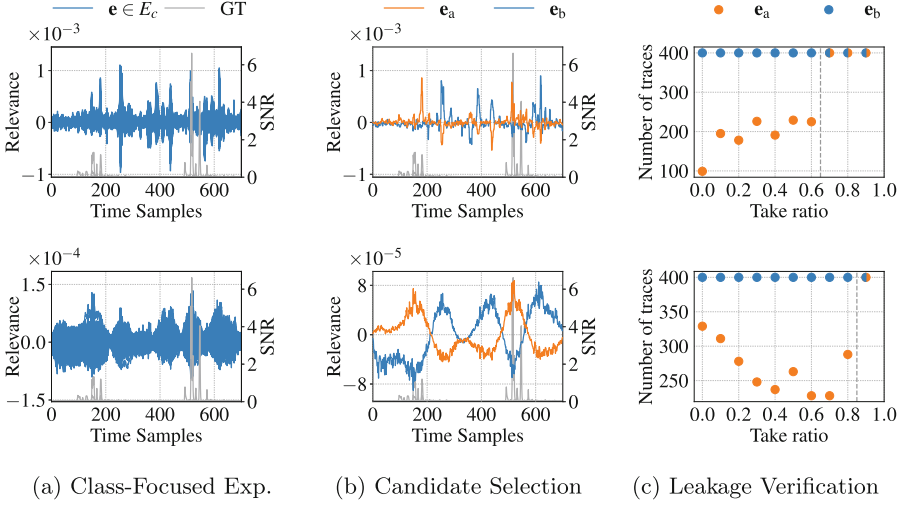 e ∈ E_c GT e_a e_b e_a e_b
×10⁻³ ×10⁻³
1 0 −1 Relevance 6 4 2 0 SNR
0 200 400 600
Time Samples
1 0 −1 Relevance 6 4 2 0 SNR
0 200 400 600
Time Samples
400 300 200 100 Number of traces
0.0 0.2 0.4 0.6 0.8 1.0
Take ratio
×10⁻⁴ ×10⁻⁵
1.5 0.0 −1.5 Relevance 6 4 2 0 SNR
0 200 400 600
Time Samples
8 0 −8 Relevance 6 4 2 0 SNR
0 200 400 600
Time Samples
400 350 300 250 Number of traces
0.0 0.2 0.4 0.6 0.8 1.0
Take ratio
(a) Class-Focused Exp. (b) Candidate Selection (c) Leakage Verification